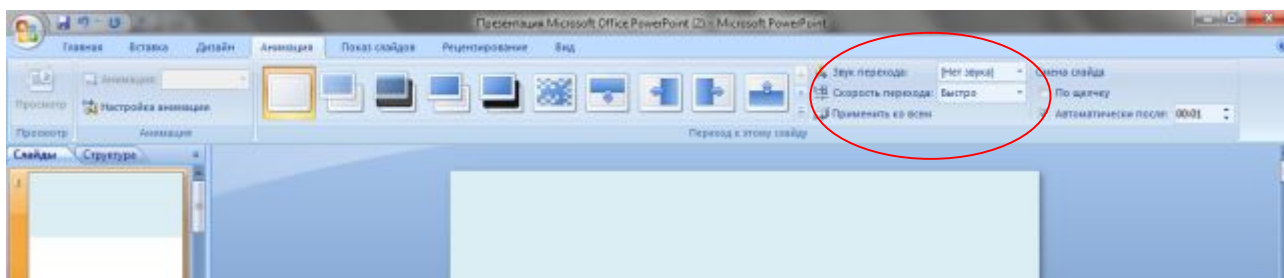 Презентация Microsoft Office PowerPoint (2) - Microsoft PowerPoint
Главная Вставка Дизайн Анимация Показ слайдов Рецензирование Вид
Просмотр
Анимация:
Настройка анимации
Звук перехода: [Нет звука]
Скорость перехода: Быстро
Применить ко всем
Смена слайда
По щелчку
Автоматически после: 00:01
Просмотр Анимация Переход к этому слайду
Слайды Структура
1